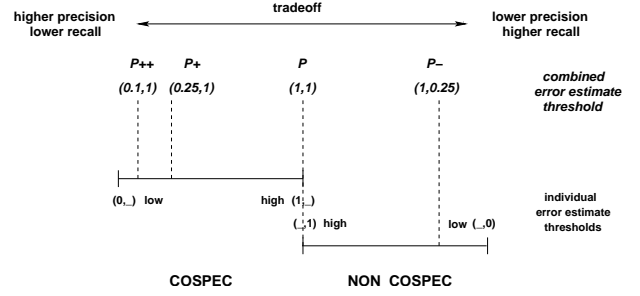 higher precision
lower recall
tradeoff
lower precision
higher recall
P++ P+ P P−
(0.1,1) (0.25,1) (1,1) (1,0.25)
combined
error estimate
threshold
(0,_) low high (1,_)
(_,1) high low (_,0)
individual
error estimate
thresholds
COSPEC NON COSPEC